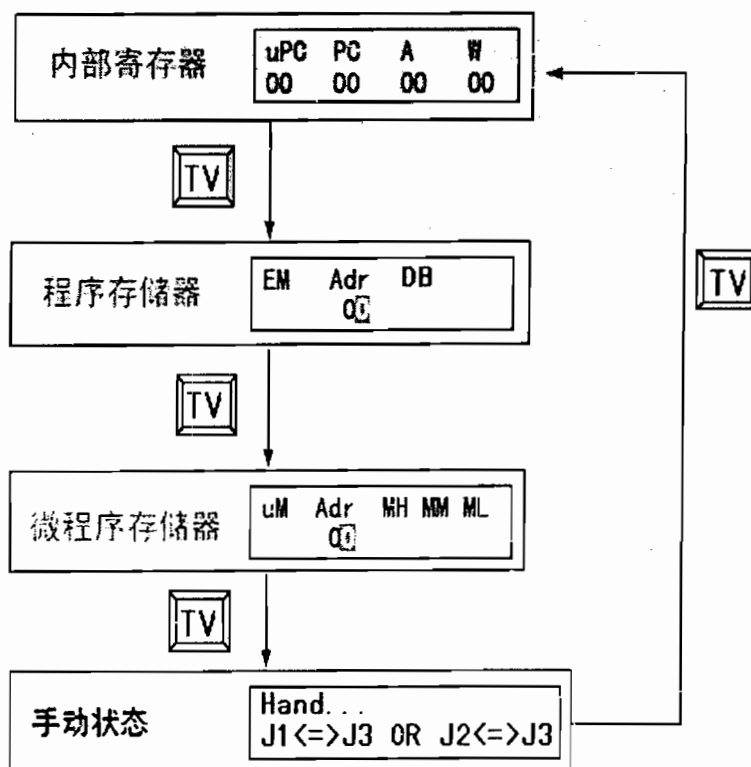 内部寄存器
uPC PC A W
00 00 00 00
TV
程序存储器
EM Adr DB
00
TV
TV
微程序存储器
uM Adr MH MM ML
00
TV
手动状态
Hand...
J1<=>J3 OR J2<=>J3